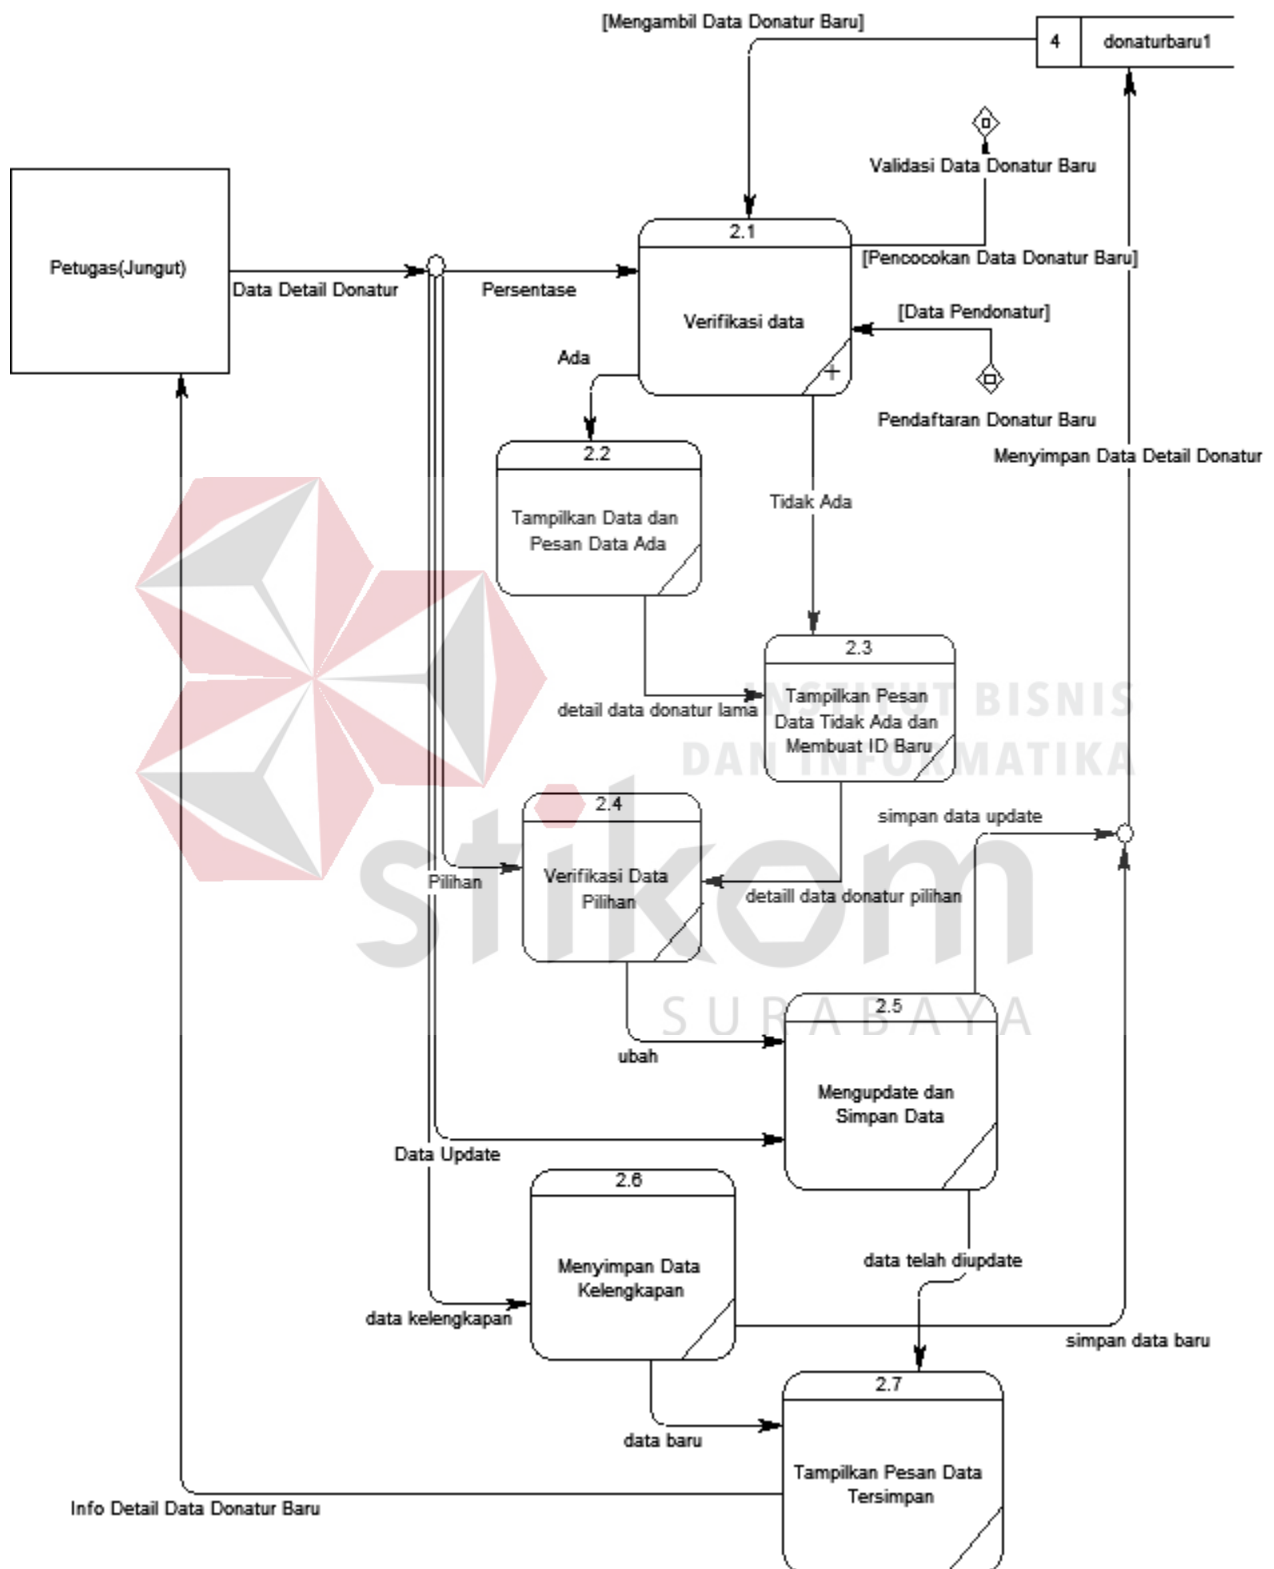 [Mengambil Data Donatur Baru]
4
donaturbaru1
Validasi Data Donatur Baru
2.1
Petugas(Jungut)
Data Detail Donatur
Persentase
Verifikasi data
[Pencocokan Data Donatur Baru]
[Data Pendonatur]
Ada
Pendaftaran Donatur Baru
2.2
Menyimpan Data Detail Donatur
Tidak Ada
Tampilkan Data dan
Pesan Data Ada
2.3
detail data donatur lama
Tampilkan Pesan
Data Tidak Ada dan
Membuat ID Baru
INSTITUT BISNIS
DAN INFORMATIKA
2.4
simpan data update
Pilihan
Verifikasi Data
Pilihan
detaill data donatur pilihan
stikom
SURABAYA
2.5
ubah
Mengupdate dan
Simpan Data
Data Update
2.6
data telah diupdate
Menyimpan Data
Kelengkapan
data kelengkapan
simpan data baru
2.7
data baru
Tampilkan Pesan Data
Tersimpan
Info Detail Data Donatur Baru